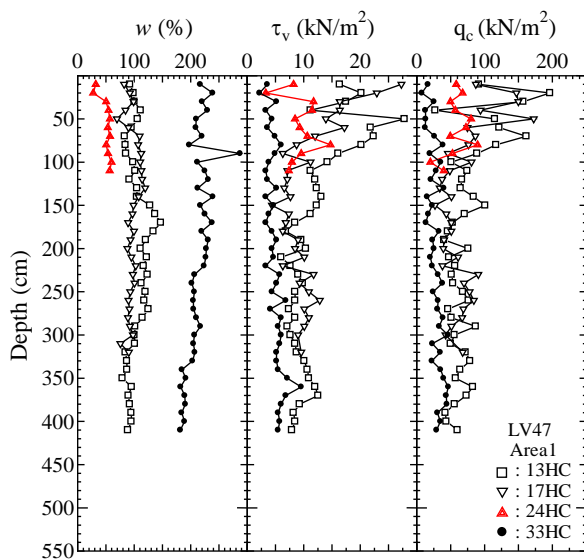 w (%)
τv (kN/m²)
qc (kN/m²)
0 100 200
0 10 20
0 100 200
0
50
100
150
200
250
300
350
400
450
500
550
Depth (cm)
LV47
Area1
: 13HC
: 17HC
: 24HC
: 33HC